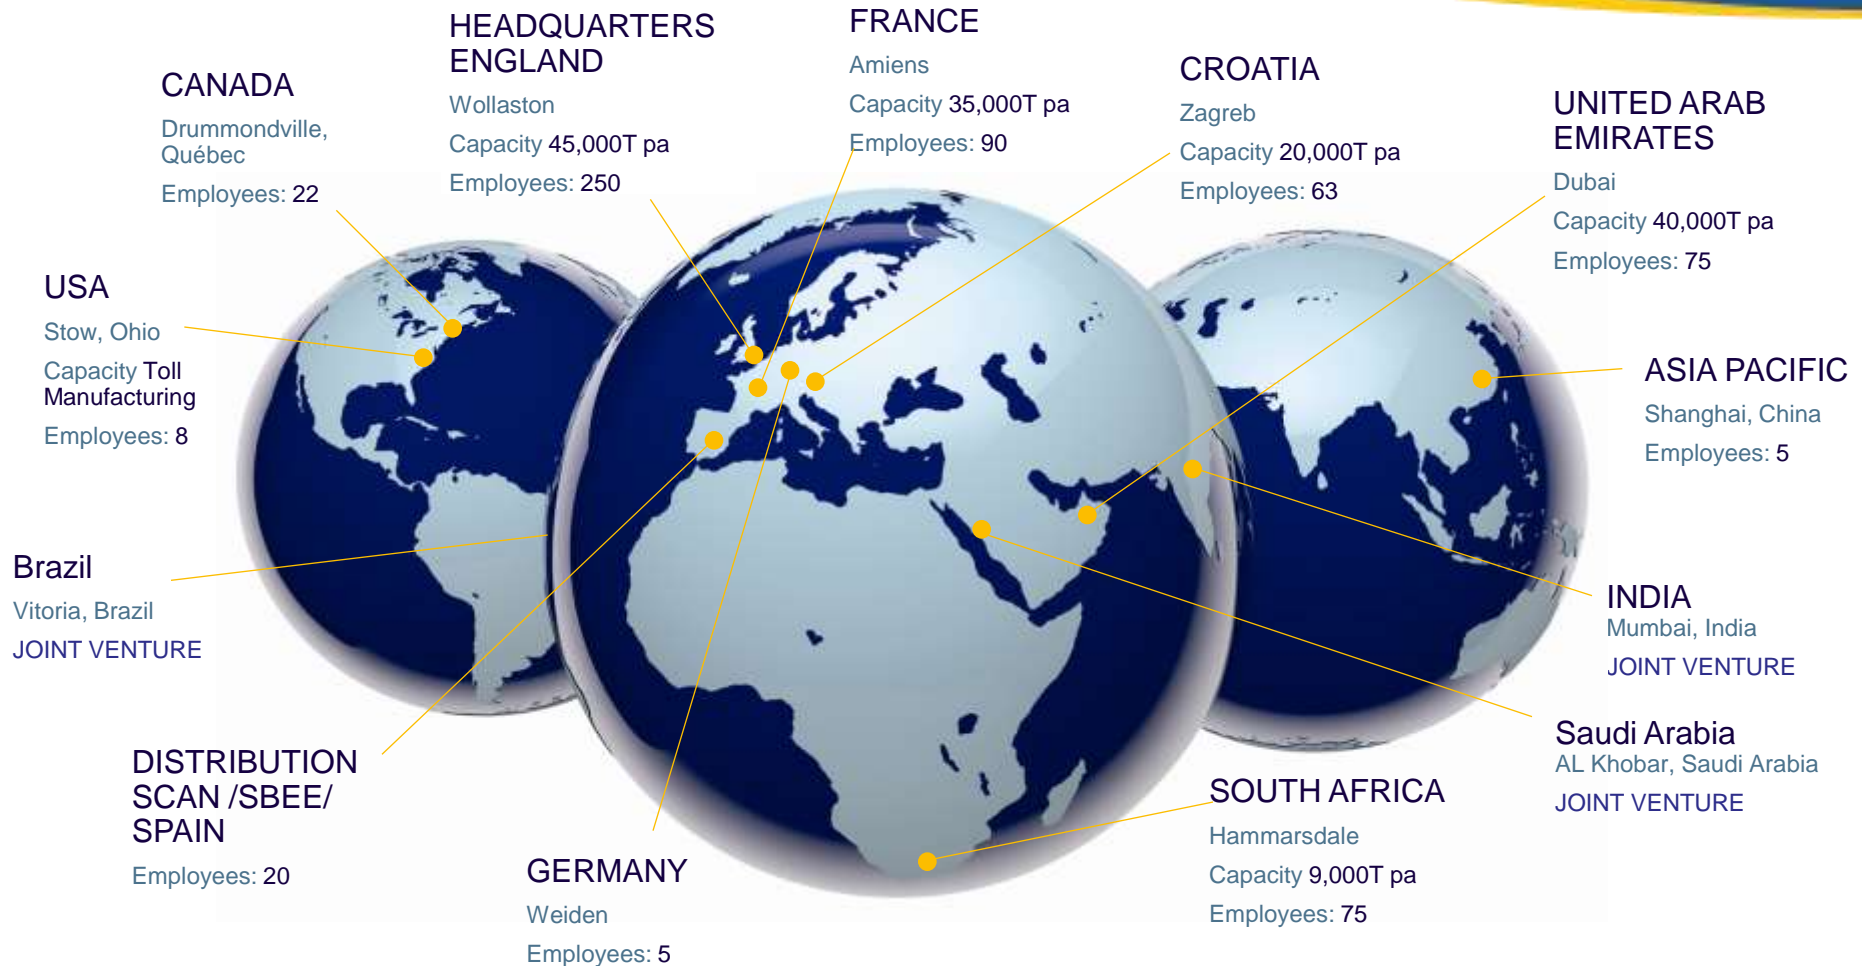 HEADQUARTERS
ENGLAND
Wollaston
Capacity 45,000T pa
Employees: 250
FRANCE
Amiens
Capacity 35,000T pa
Employees: 90
CANADA
Drummondville,
Québec
Employees: 22
CROATIA
Zagreb
Capacity 20,000T pa
Employees: 63
UNITED ARAB
EMIRATES
Dubai
Capacity 40,000T pa
Employees: 75
USA
Stow, Ohio
Capacity Toll
Manufacturing
Employees: 8
ASIA PACIFIC
Shanghai, China
Employees: 5
Brazil
Vitoria, Brazil
JOINT VENTURE
INDIA
Mumbai, India
JOINT VENTURE
Saudi Arabia
AL Khobar, Saudi Arabia
JOINT VENTURE
DISTRIBUTION
SCAN /SBEE/
SPAIN
Employees: 20
GERMANY
Weiden
Employees: 5
SOUTH AFRICA
Hammarsdale
Capacity 9,000T pa
Employees: 75